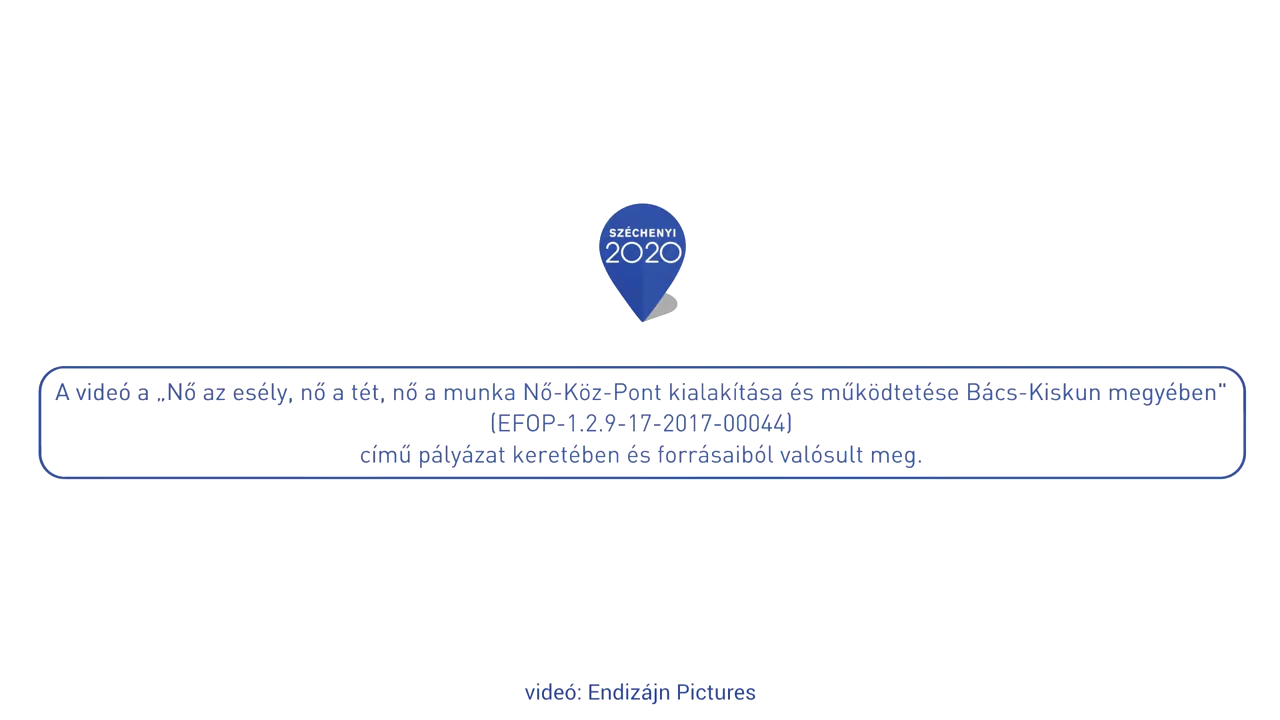 SZÉCHENYI
2020
A videó a „Nő az esély, nő a tét, nő a munka Nő-Köz-Pont kialakítása és működtetése Bács-Kiskun megyében"
(EFOP-1.2.9-17-2017-00044)
című pályázat keretében és forrásaiból valósult meg.
videó: Endizájn Pictures